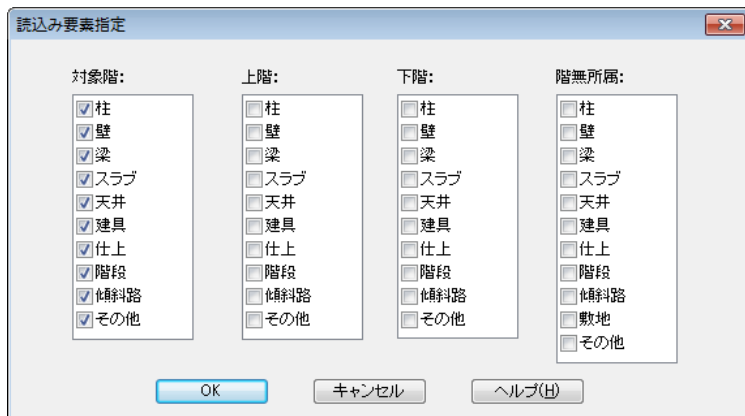 読込み要素指定
対象階:
柱
壁
梁
スラブ
天井
建具
仕上
階段
傾斜路
その他
上階:
柱
壁
梁
スラブ
天井
建具
仕上
階段
傾斜路
その他
下階:
柱
壁
梁
スラブ
天井
建具
仕上
階段
傾斜路
その他
階無所属:
柱
壁
梁
スラブ
天井
建具
仕上
階段
傾斜路
敷地
その他
OK
キャンセル
ヘルプ(H)